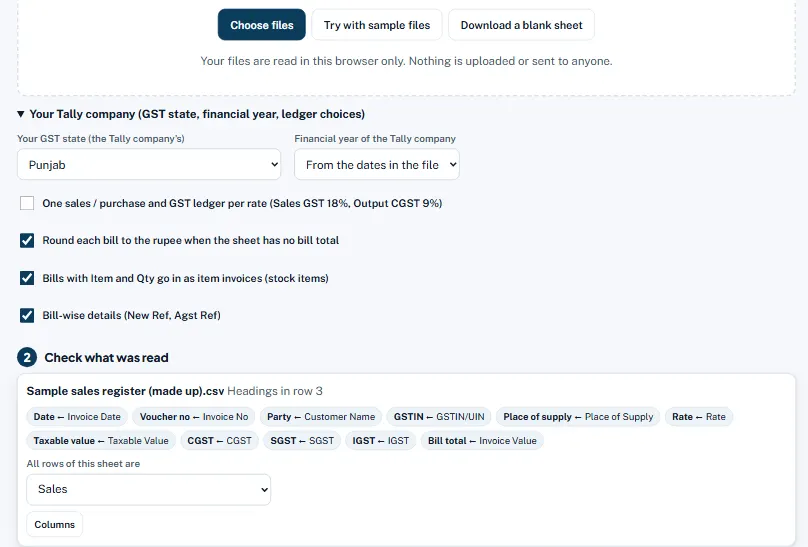 Choose files Try with sample files Download a blank sheet
Your files are read in this browser only. Nothing is uploaded or sent to anyone.
▼ Your Tally company (GST state, financial year, ledger choices)
Your GST state (the Tally company's) Financial year of the Tally company
Punjab From the dates in the file
One sales / purchase and GST ledger per rate (Sales GST 18%, Output CGST 9%)
Round each bill to the rupee when the sheet has no bill total
Bills with Item and Qty go in as item invoices (stock items)
Bill-wise details (New Ref, Agst Ref)
2 Check what was read
Sample sales register (made up).csv Headings in row 3
Date ← Invoice Date Voucher no ← Invoice No Party ← Customer Name GSTIN ← GSTIN/UIN Place of supply ← Place of Supply Rate ← Rate
Taxable value ← Taxable Value CGST ← CGST SGST ← SGST IGST ← IGST Bill total ← Invoice Value
All rows of this sheet are
Sales
Columns